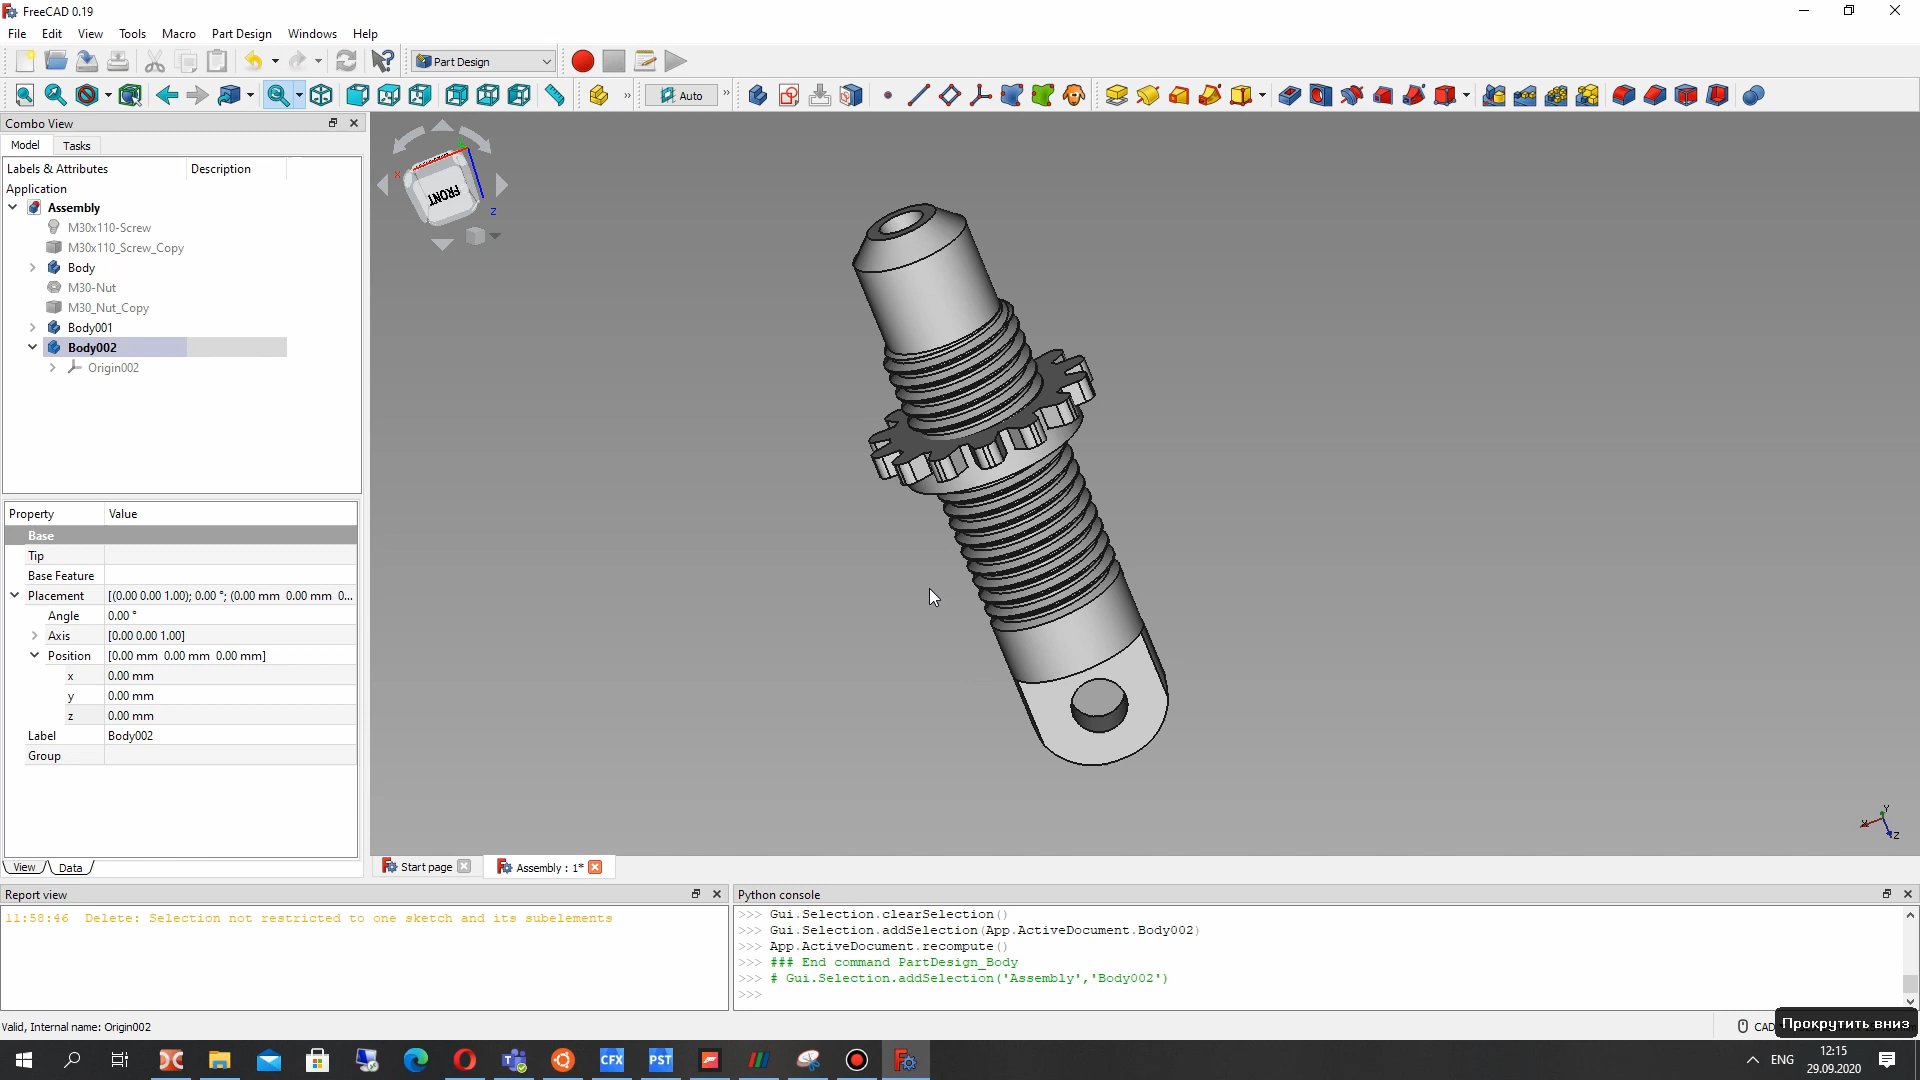 FreeCAD 0.19
File Edit View Tools Macro Part Design Windows Help
Part Design
Auto
Combo View
Model Tasks
Labels & Attributes Description
Application
Assembly
M30x110-Screw
M30x110_Screw_Copy
Body
M30-Nut
M30_Nut_Copy
Body001
Body002
Origin002
Property Value
Base
Tip
Base Feature
Placement [(0.00 0.00 1.00); 0.00 °; (0.00 mm 0.00 mm 0...
Angle 0.00 °
Axis [0.00 0.00 1.00]
Position [0.00 mm 0.00 mm 0.00 mm]
x 0.00 mm
y 0.00 mm
z 0.00 mm
Label Body002
Group
View Data
X
FRONT
Z
Y
X
Z
Start page Assembly : 1*
Report view
11:58:46 Delete: Selection not restricted to one sketch and its subelements
Python console
>>> Gui.Selection.clearSelection()
>>> Gui.Selection.addSelection(App.ActiveDocument.Body002)
>>> App.ActiveDocument.recompute()
>>> ### End command PartDesign_Body
>>> # Gui.Selection.addSelection('Assembly','Body002')
>>>
Valid, Internal name: Origin002
CAD
Прокрутить вниз
CFX PST
ENG
12:15
29.09.2020